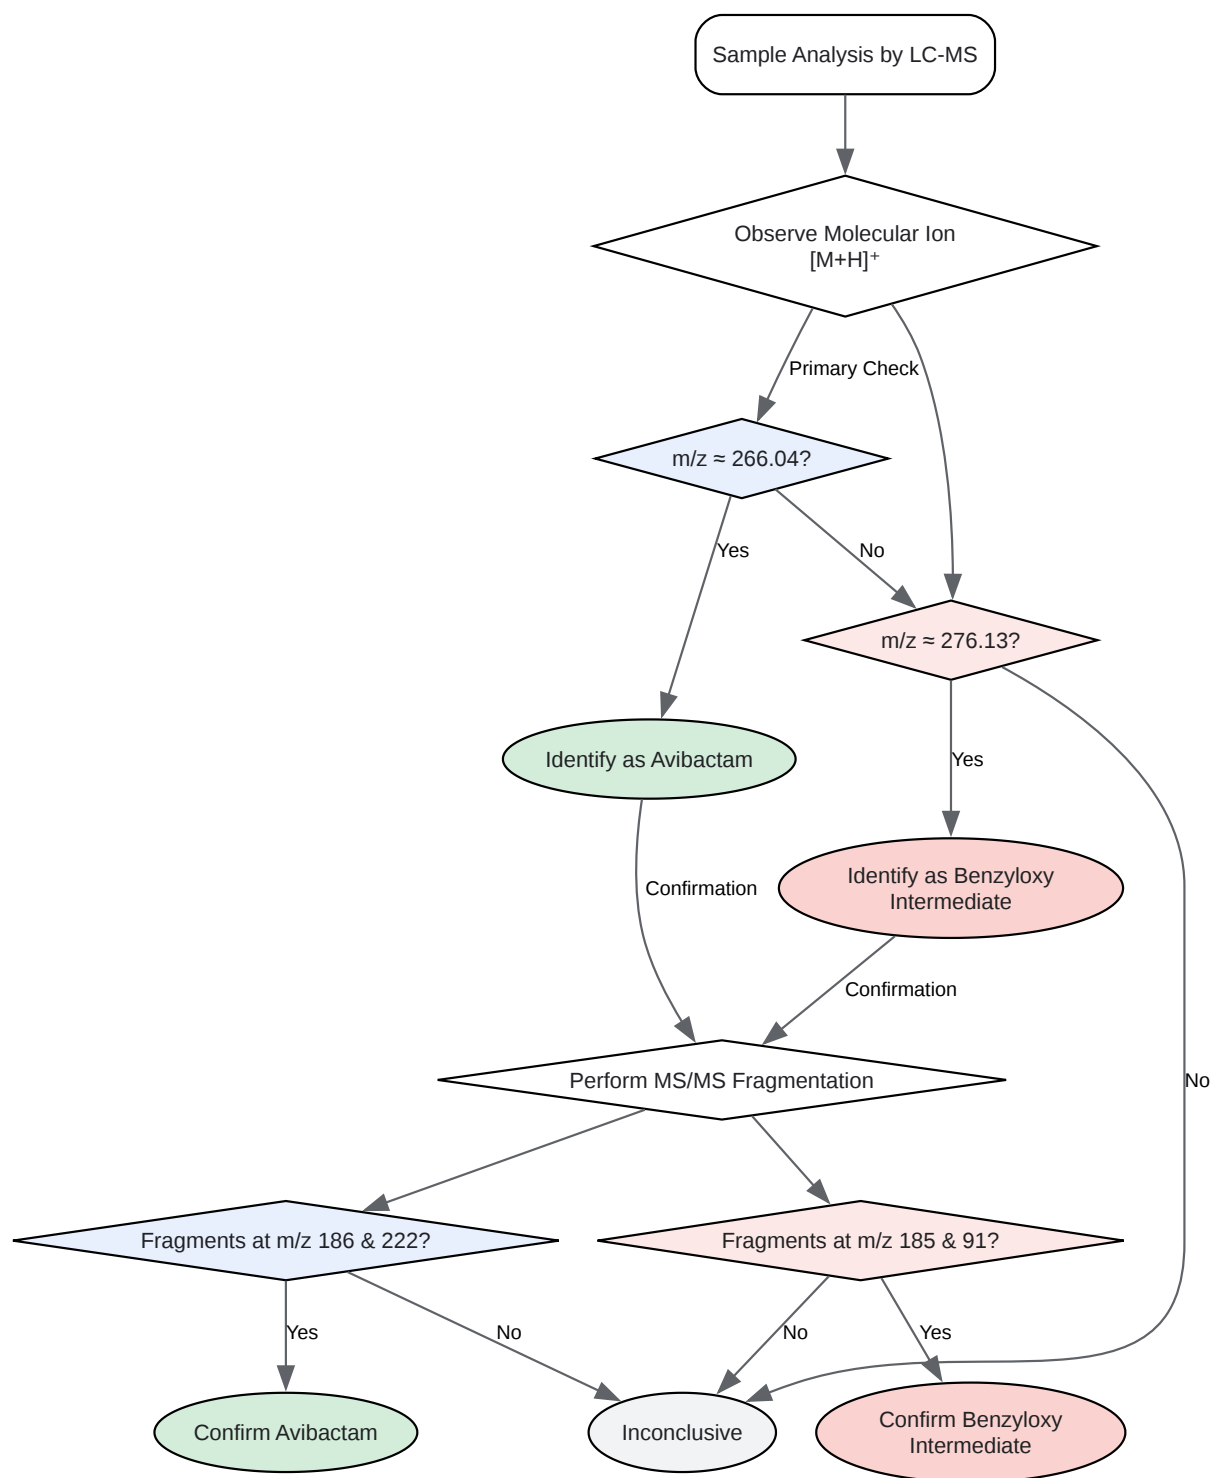 Sample Analysis by LC-MS
Observe Molecular Ion
[M+H]⁺
Primary Check
m/z ≈ 266.04?
Yes
No
m/z ≈ 276.13?
Identify as Avibactam
Yes
Identify as Benzyloxy
Intermediate
Confirmation
Confirmation
Perform MS/MS Fragmentation
No
Fragments at m/z 186 & 222?
Fragments at m/z 185 & 91?
Yes
No
No
Yes
Confirm Avibactam
Inconclusive
Confirm Benzyloxy
Intermediate